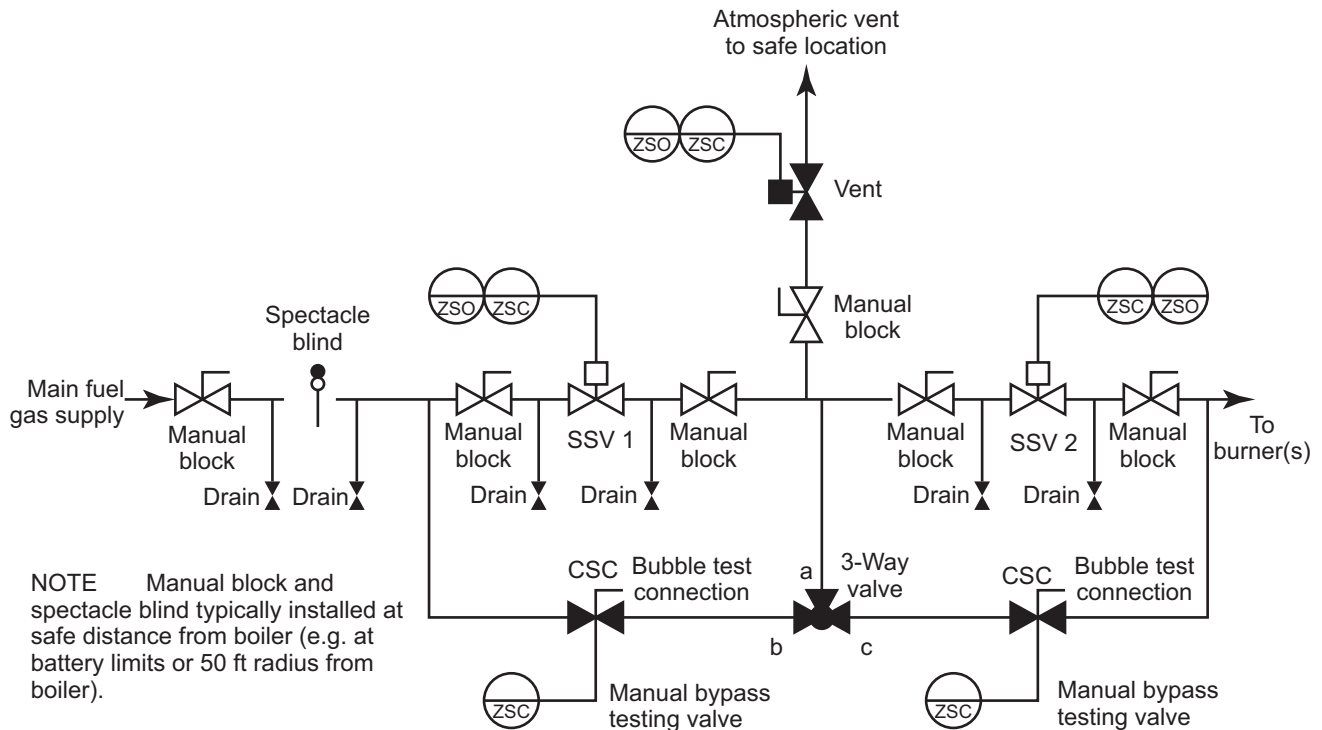 Atmospheric vent
to safe location
ZSO
ZSC
Vent
ZSO
ZSC
Manual
block
ZSC
ZSO
Spectacle
blind
Main fuel
gas supply
Manual
block
Drain
Drain
Manual
block
Drain
SSV 1
Drain
Manual
block
Manual
block
Drain
SSV 2
Drain
Manual
block
To
burner(s)
NOTE Manual block and
spectacle blind typically installed at
safe distance from boiler (e.g. at
battery limits or 50 ft radius from
boiler).
CSC
Bubble test
connection
a
3-Way
valve
b
c
CSC
Bubble test
connection
ZSC
Manual bypass
testing valve
ZSC
Manual bypass
testing valve